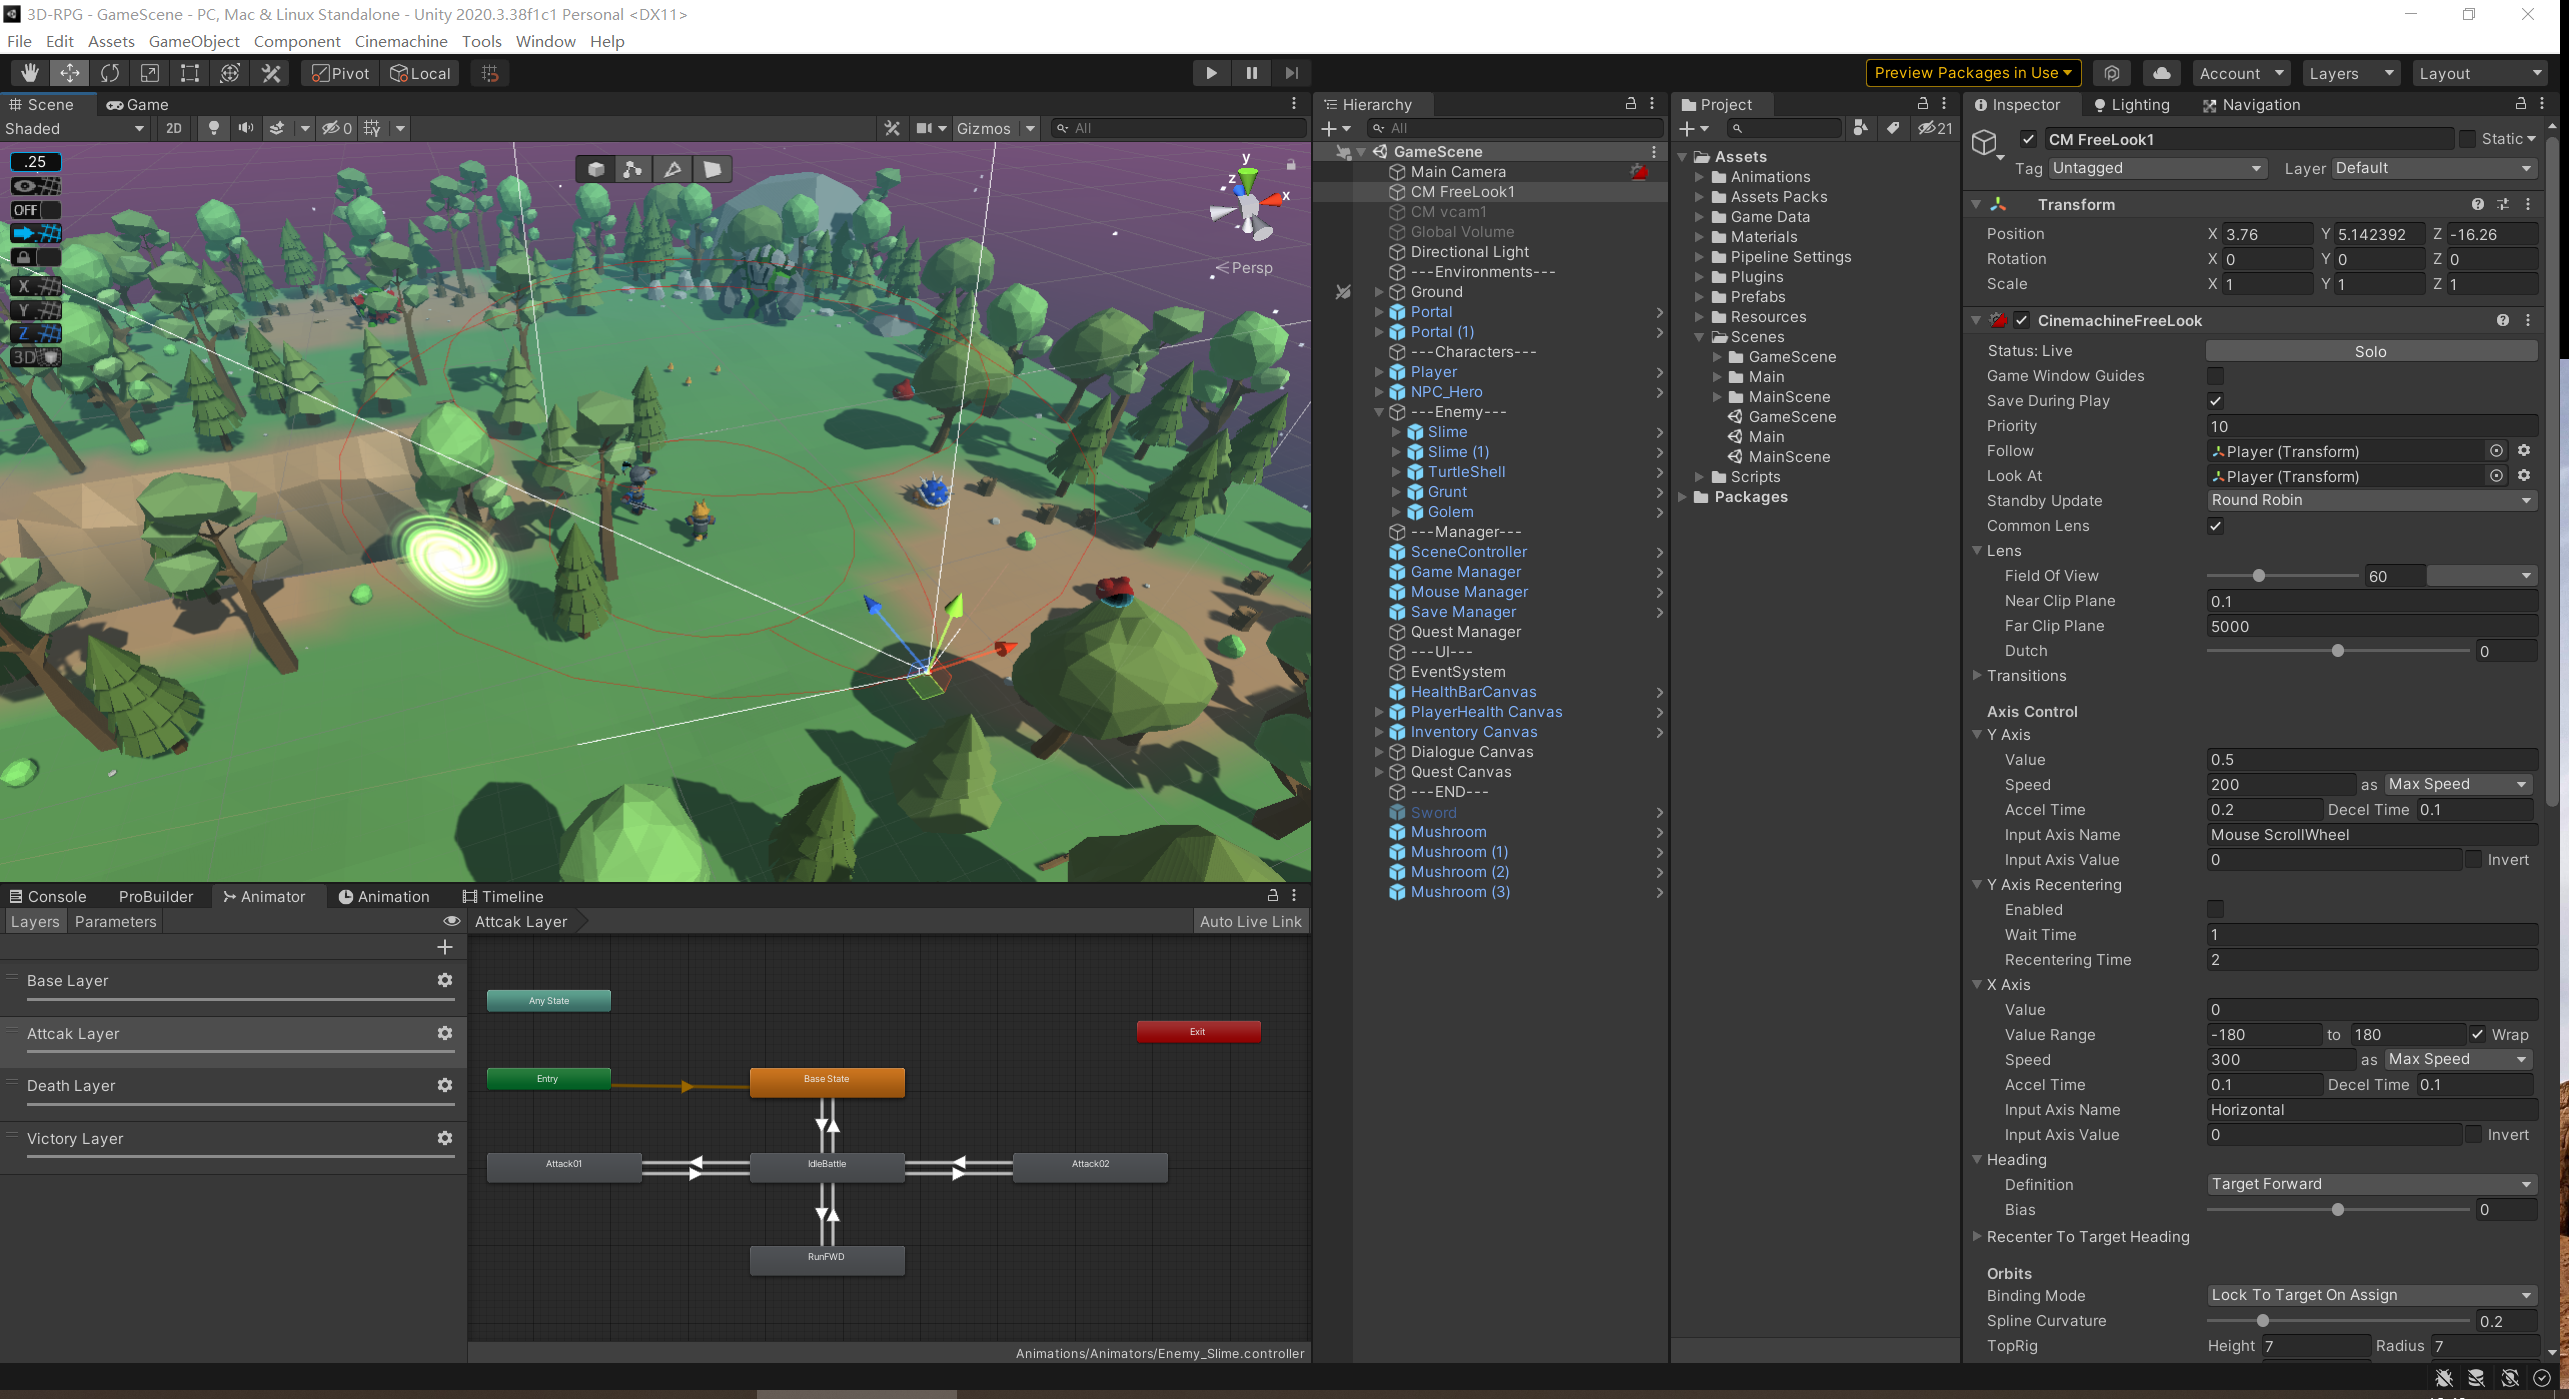 3D-RPG - GameScene - PC, Mac & Linux Standalone - Unity 2020.3.38f1c1 Personal <DX11>
File Edit Assets GameObject Component Cinemachine Tools Window Help
Pivot Local
Preview Packages in Use Account Layers Layout
Scene Game
Shaded 2D 0 Gizmos All
.25
OFF
X
Y
Z
3D
y
z
x
Persp
Console ProBuilder Animator Animation Timeline
Layers Parameters
Attcak Layer Auto Live Link
Base Layer
Attcak Layer
Death Layer
Victory Layer
Any State
Exit
Entry
Base State
Attack01
IdleBattle
Attack02
RunFWD
Animations/Animators/Enemy_Slime.controller
Hierarchy
All
GameScene
Main Camera
CM FreeLook1
CM vcam1
Global Volume
Directional Light
---Environments---
Ground
Portal
Portal (1)
---Characters---
Player
NPC_Hero
---Enemy---
Slime
Slime (1)
TurtleShell
Grunt
Golem
---Manager---
SceneController
Game Manager
Mouse Manager
Save Manager
Quest Manager
---UI---
EventSystem
HealthBarCanvas
PlayerHealth Canvas
Inventory Canvas
Dialogue Canvas
Quest Canvas
---END---
Sword
Mushroom
Mushroom (1)
Mushroom (2)
Mushroom (3)
Project
21
Assets
Animations
Assets Packs
Game Data
Materials
Pipeline Settings
Plugins
Prefabs
Resources
Scenes
GameScene
Main
MainScene
GameScene
Main
MainScene
Scripts
Packages
Inspector Lighting Navigation
CM FreeLook1 Static
Tag Untagged Layer Default
Transform
Position X 3.76 Y 5.142392 Z -16.26
Rotation X 0 Y 0 Z 0
Scale X 1 Y 1 Z 1
CinemachineFreeLook
Status: Live Solo
Game Window Guides
Save During Play
Priority 10
Follow Player (Transform)
Look At Player (Transform)
Standby Update Round Robin
Common Lens
Lens
Field Of View 60
Near Clip Plane 0.1
Far Clip Plane 5000
Dutch 0
Transitions
Axis Control
Y Axis
Value 0.5
Speed 200 as Max Speed
Accel Time 0.2 Decel Time 0.1
Input Axis Name Mouse ScrollWheel
Input Axis Value 0 Invert
Y Axis Recentering
Enabled
Wait Time 1
Recentering Time 2
X Axis
Value 0
Value Range -180 to 180 Wrap
Speed 300 as Max Speed
Accel Time 0.1 Decel Time 0.1
Input Axis Name Horizontal
Input Axis Value 0 Invert
Heading
Definition Target Forward
Bias 0
Recenter To Target Heading
Orbits
Binding Mode Lock To Target On Assign
Spline Curvature 0.2
TopRig Height 7 Radius 7